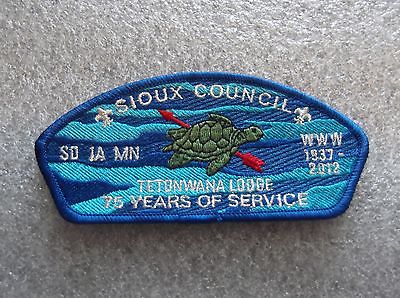 SIOUX COUNCIL
SD IA MN
WWW
1937-
2012
TETONWANA LODGE
75 YEARS OF SERVICE